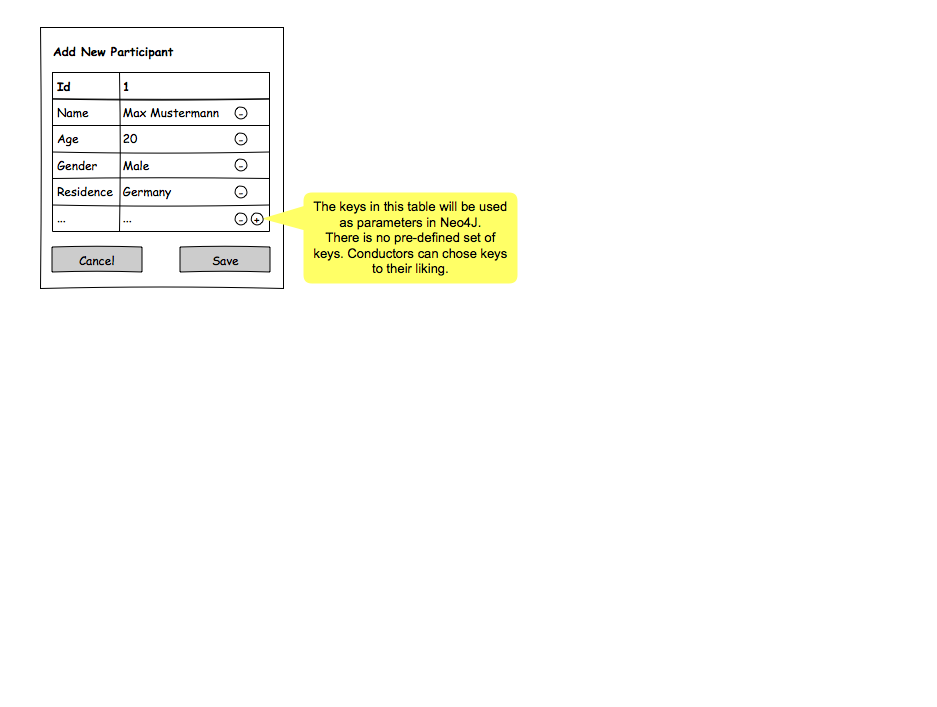 Add New Participant
Id 1
Name Max Mustermann -
Age 20 -
Gender Male -
Residence Germany -
... ... - +
Cancel Save
The keys in this table will be used
as parameters in Neo4J.
There is no pre-defined set of
keys. Conductors can chose keys
to their liking.